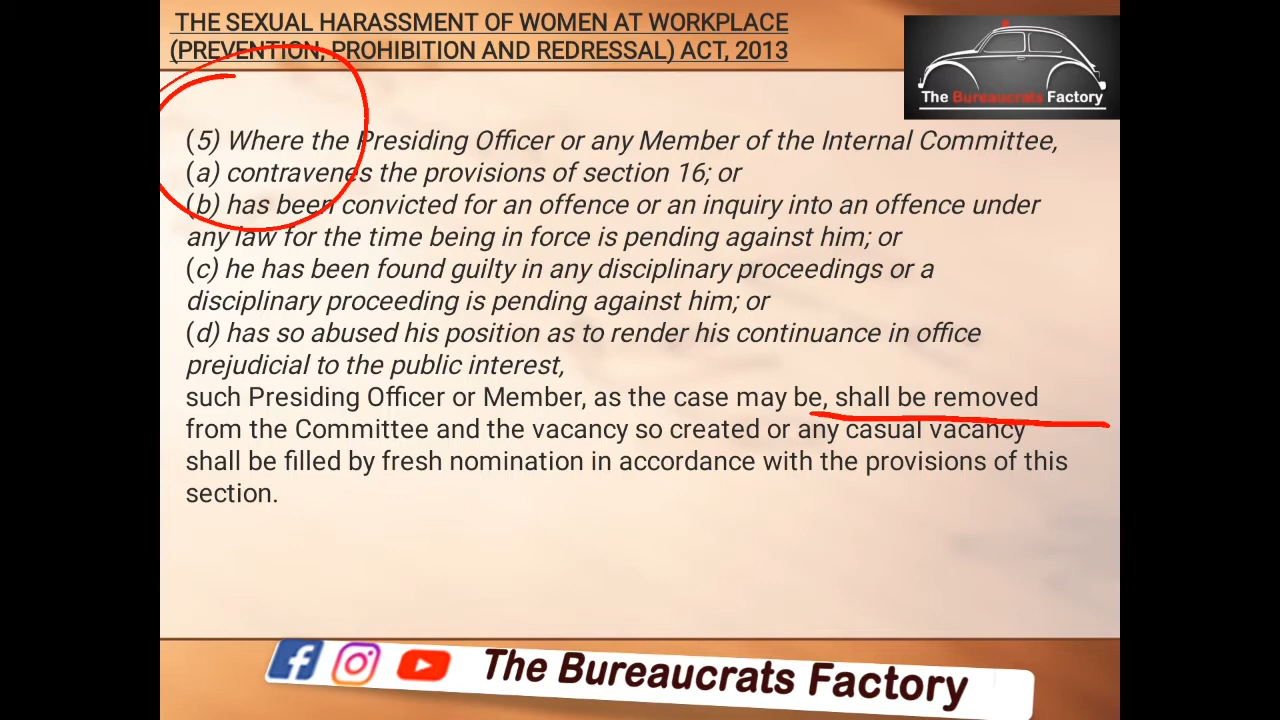 THE SEXUAL HARASSMENT OF WOMEN AT WORKPLACE
(PREVENTION, PROHIBITION AND REDRESSAL) ACT, 2013
The Bureaucrats Factory
(5) Where the Presiding Officer or any Member of the Internal Committee,
(a) contravenes the provisions of section 16; or
(b) has been convicted for an offence or an inquiry into an offence under
any law for the time being in force is pending against him; or
(c) he has been found guilty in any disciplinary proceedings or a
disciplinary proceeding is pending against him; or
(d) has so abused his position as to render his continuance in office
prejudicial to the public interest,
such Presiding Officer or Member, as the case may be, shall be removed
from the Committee and the vacancy so created or any casual vacancy
shall be filled by fresh nomination in accordance with the provisions of this
section.
The Bureaucrats Factory